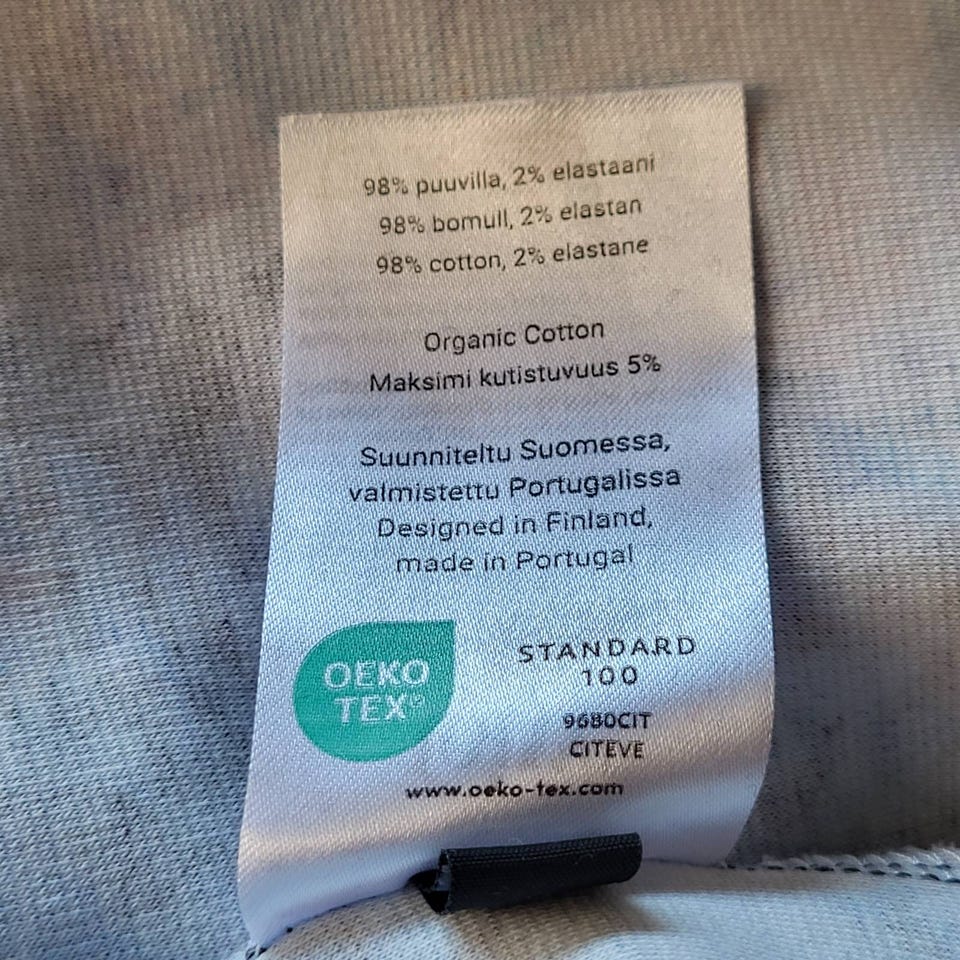 98% puuvilla, 2% elastaani
98% bomull, 2% elastan
98% cotton, 2% elastane
Organic Cotton
Maksimi kutistuvuus 5%
Suunniteltu Suomessa,
valmistettu Portugalissa
Designed in Finland,
made in Portugal
OEKO
TEX®
STANDARD
100
9680CIT
CITEVE
www.oeko-tex.com